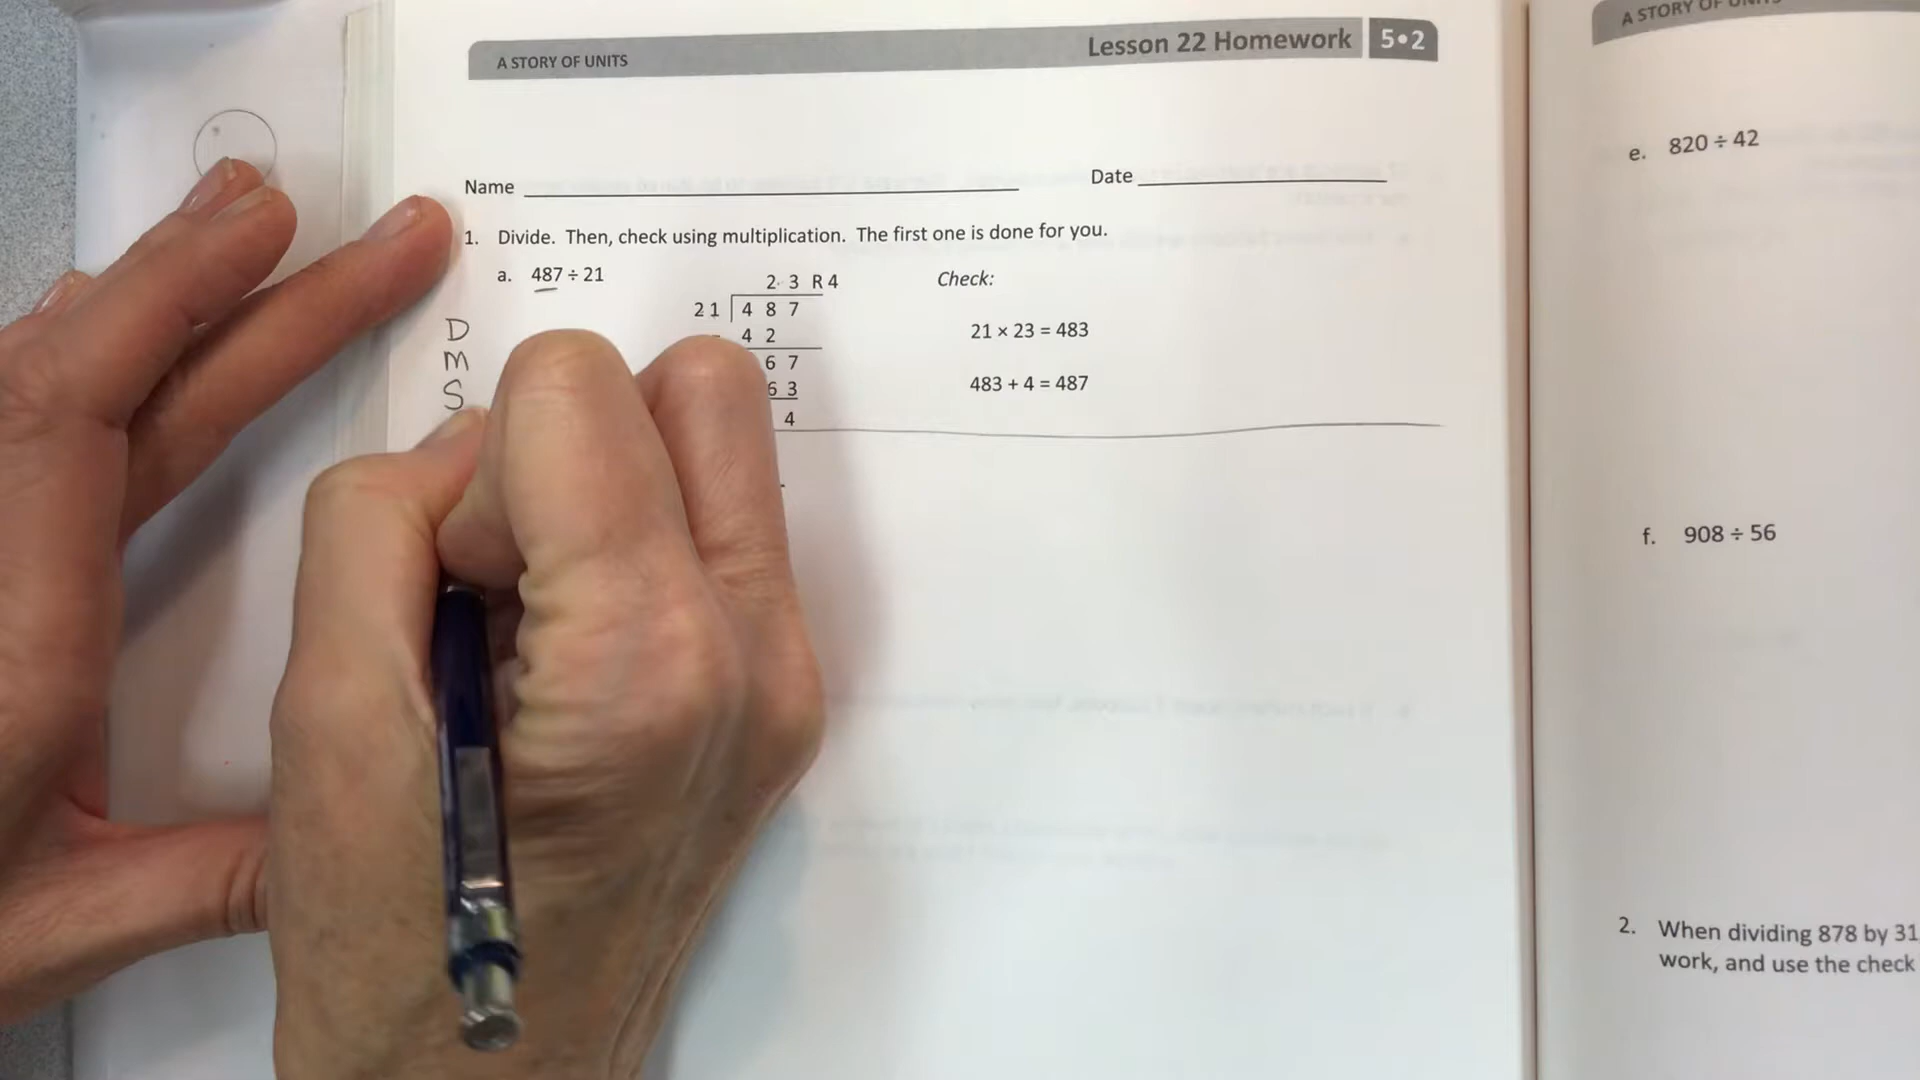 A STORY OF UNITS
Lesson 22 Homework 5•2
Name
Date
1. Divide. Then, check using multiplication. The first one is done for you.
a. 487 ÷ 21
2 3 R 4
21 4 8 7
4 2
6 7
6 3
4
Check:
21 × 23 = 483
483 + 4 = 487
D
M
S
A STORY OF
e. 820 ÷ 42
f. 908 ÷ 56
2. When dividing 878 by 31
work, and use the check